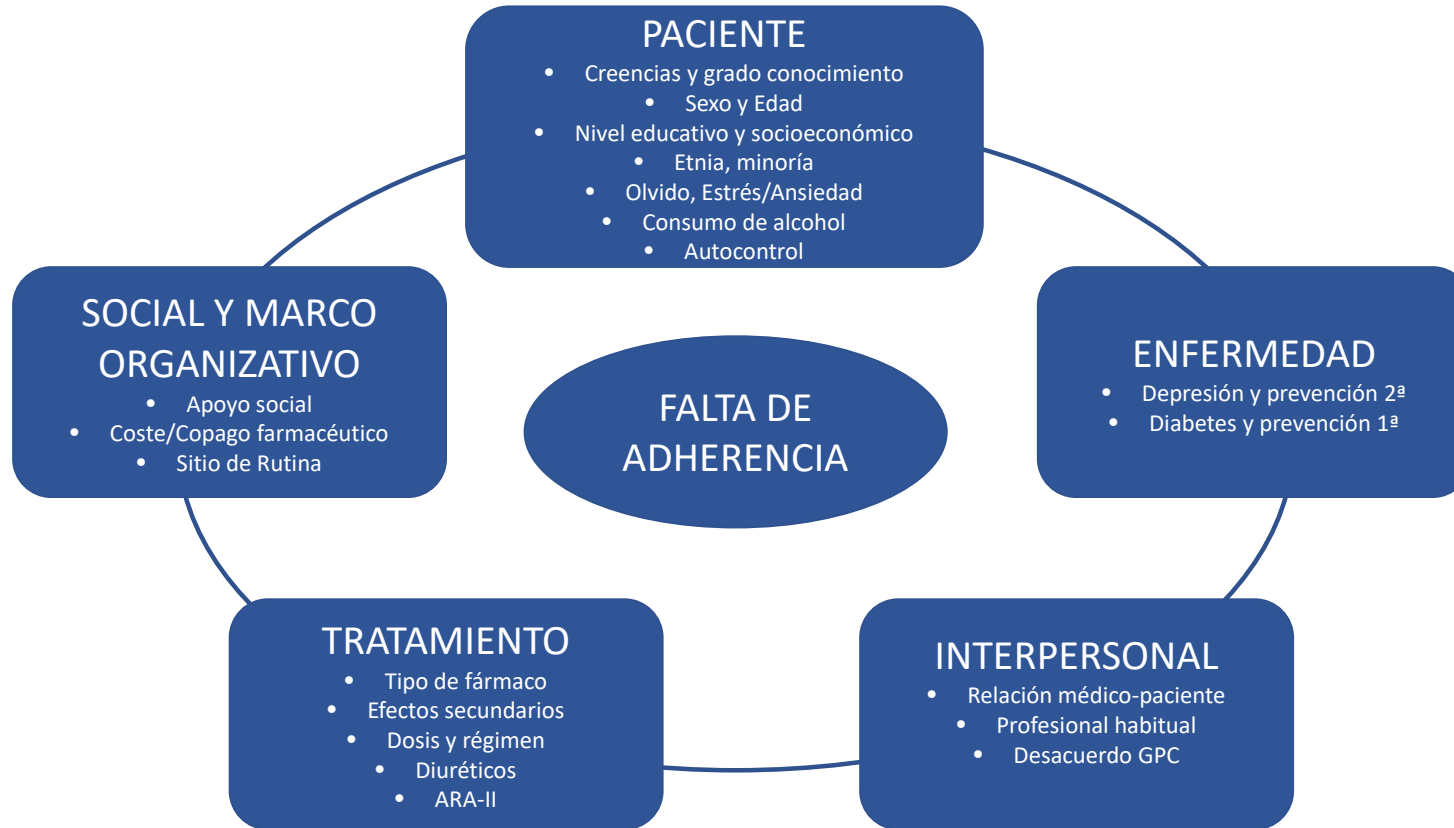 PACIENTE
• Creencias y grado conocimiento
• Sexo y Edad
• Nivel educativo y socioeconómico
• Etnia, minoría
• Olvido, Estrés/Ansiedad
• Consumo de alcohol
• Autocontrol
SOCIAL Y MARCO
ORGANIZATIVO
• Apoyo social
• Coste/Copago farmacéutico
• Sitio de Rutina
FALTA DE
ADHERENCIA
ENFERMEDAD
• Depresión y prevención 2ª
• Diabetes y prevención 1ª
TRATAMIENTO
• Tipo de fármaco
• Efectos secundarios
• Dosis y régimen
• Diuréticos
• ARA-II
INTERPERSONAL
• Relación médico-paciente
• Profesional habitual
• Desacuerdo GPC